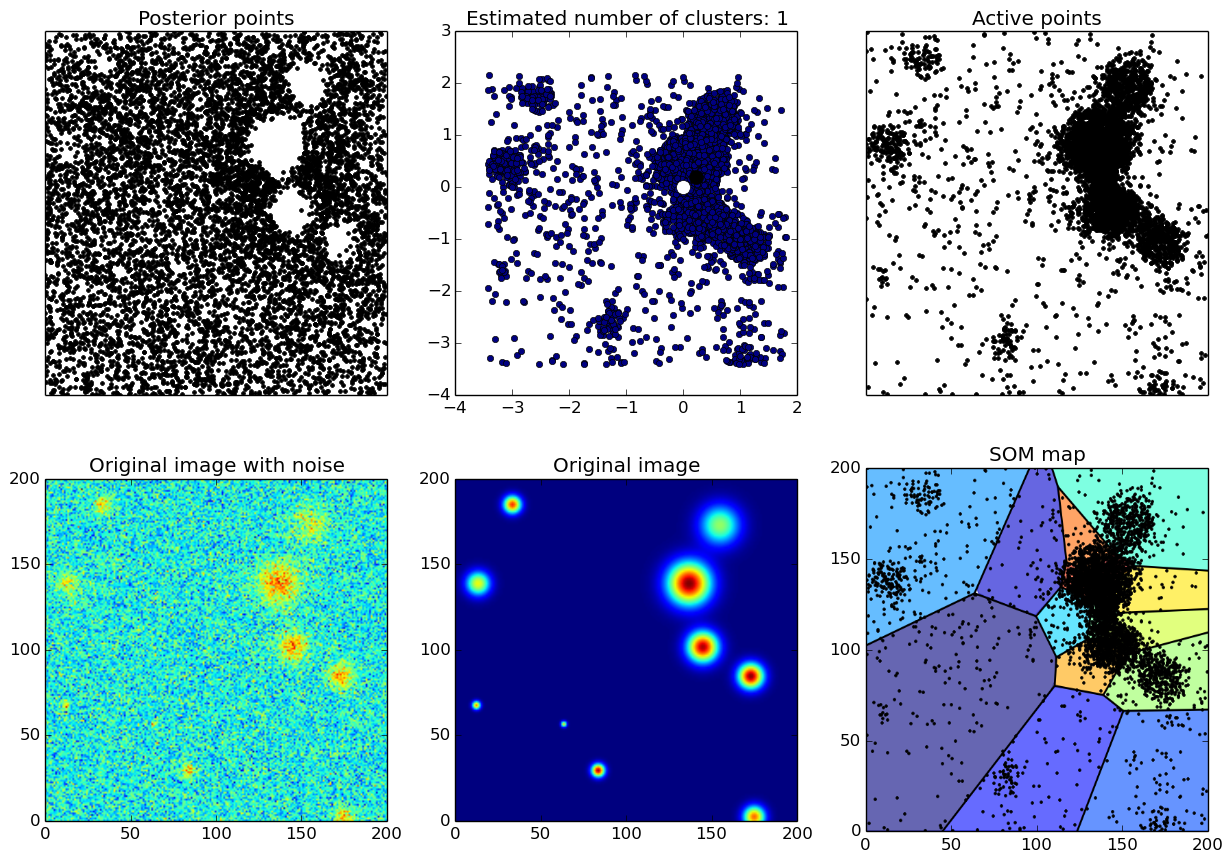 Posterior points
Estimated number of clusters: 1
Active points
3
2
1
0
−1
−2
−3
−4
−4 −3 −2 −1 0 1 2
Original image with noise
Original image
SOM map
200
150
100
50
0
0 50 100 150 200
200
150
100
50
0
0 50 100 150 200
200
150
100
50
0
0 50 100 150 200